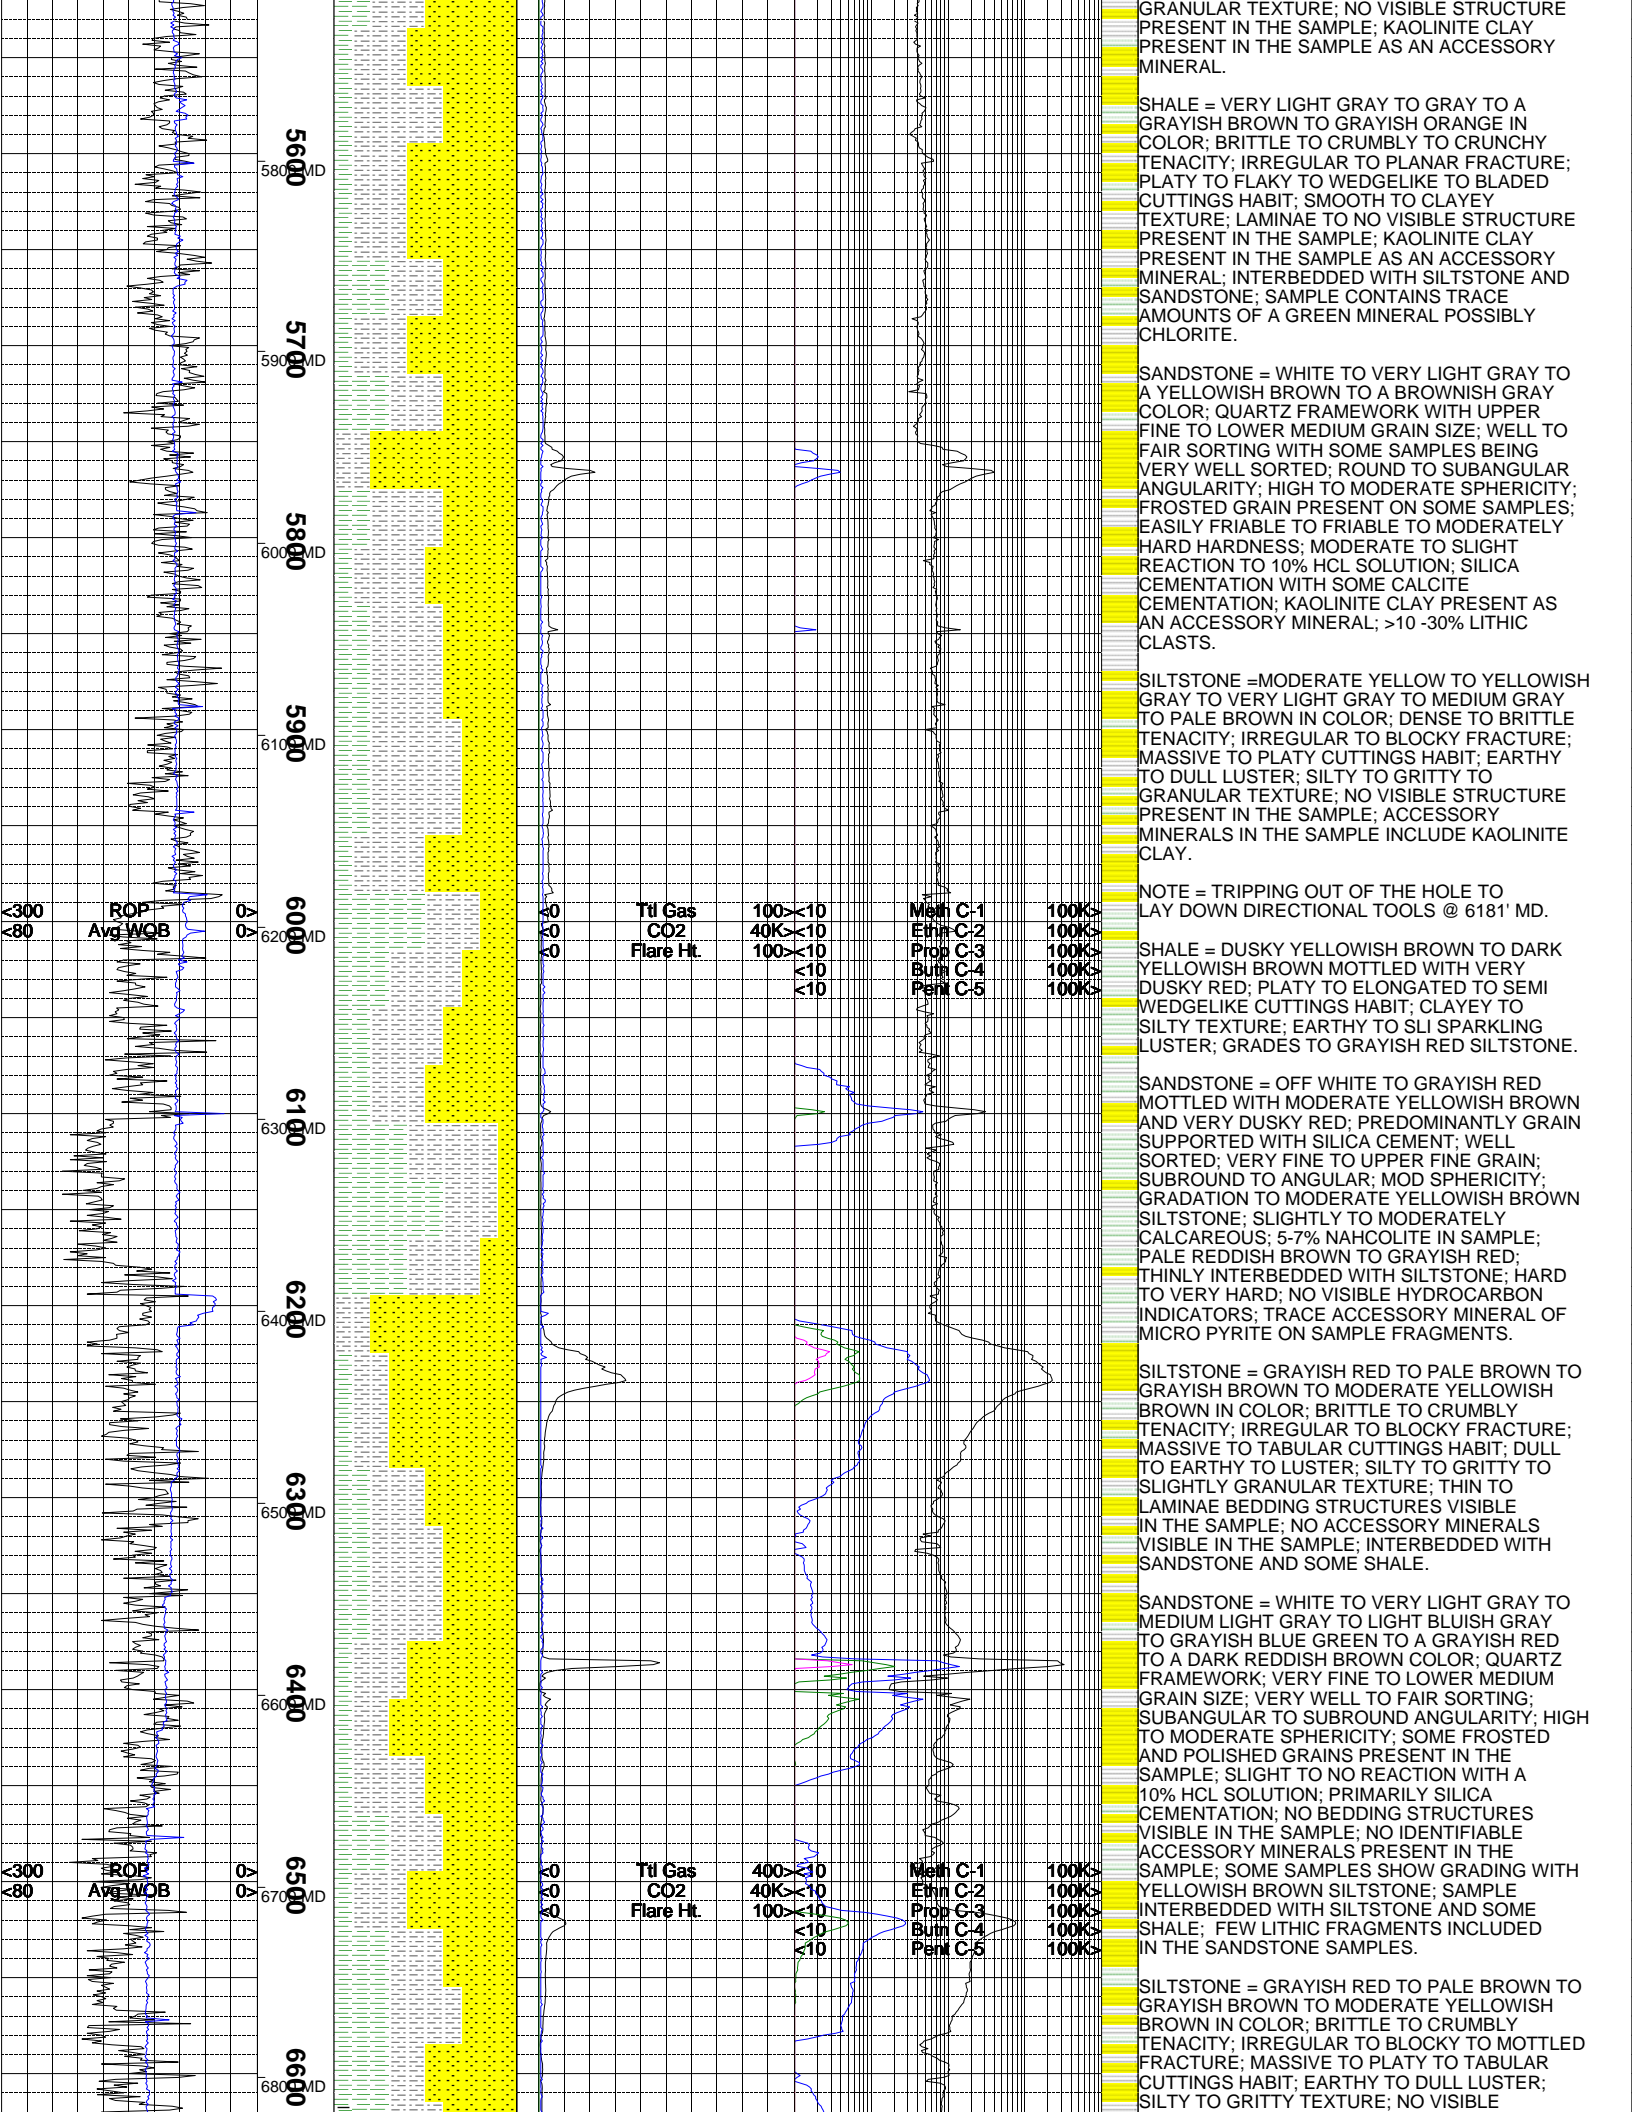 GRANULAR TEXTURE; NO VISIBLE STRUCTURE
PRESENT IN THE SAMPLE; KAOLINITE CLAY
PRESENT IN THE SAMPLE AS AN ACCESSORY
MINERAL.
SHALE = VERY LIGHT GRAY TO GRAY TO A
GRAYISH BROWN TO GRAYISH ORANGE IN
COLOR; BRITTLE TO CRUMBLY TO CRUNCHY
TENACITY; IRREGULAR TO PLANAR FRACTURE;
PLATY TO FLAKY TO WEDGELIKE TO BLADED
CUTTINGS HABIT; SMOOTH TO CLAYEY
TEXTURE; LAMINAE TO NO VISIBLE STRUCTURE
PRESENT IN THE SAMPLE; KAOLINITE CLAY
PRESENT IN THE SAMPLE AS AN ACCESSORY
MINERAL; INTERBEDDED WITH SILTSTONE AND
SANDSTONE; SAMPLE CONTAINS TRACE
AMOUNTS OF A GREEN MINERAL POSSIBLY
CHLORITE.
SANDSTONE = WHITE TO VERY LIGHT GRAY TO
A YELLOWISH BROWN TO A BROWNISH GRAY
COLOR; QUARTZ FRAMEWORK WITH UPPER
FINE TO LOWER MEDIUM GRAIN SIZE; WELL TO
FAIR SORTING WITH SOME SAMPLES BEING
VERY WELL SORTED; ROUND TO SUBANGULAR
ANGULARITY; HIGH TO MODERATE SPHERICITY;
FROSTED GRAIN PRESENT ON SOME SAMPLES;
EASILY FRIABLE TO FRIABLE TO MODERATELY
HARD HARDNESS; MODERATE TO SLIGHT
REACTION TO 10% HCL SOLUTION; SILICA
CEMENTATION WITH SOME CALCITE
CEMENTATION; KAOLINITE CLAY PRESENT AS
AN ACCESSORY MINERAL; >10 -30% LITHIC
CLASTS.
SILTSTONE =MODERATE YELLOW TO YELLOWISH
GRAY TO VERY LIGHT GRAY TO MEDIUM GRAY
TO PALE BROWN IN COLOR; DENSE TO BRITTLE
TENACITY; IRREGULAR TO BLOCKY FRACTURE;
MASSIVE TO PLATY CUTTINGS HABIT; EARTHY
TO DULL LUSTER; SILTY TO GRITTY TO
GRANULAR TEXTURE; NO VISIBLE STRUCTURE
PRESENT IN THE SAMPLE; ACCESSORY
MINERALS IN THE SAMPLE INCLUDE KAOLINITE
CLAY.
NOTE = TRIPPING OUT OF THE HOLE TO
LAY DOWN DIRECTIONAL TOOLS @ 6181' MD.
SHALE = DUSKY YELLOWISH BROWN TO DARK
YELLOWISH BROWN MOTTLED WITH VERY
DUSKY RED; PLATY TO ELONGATED TO SEMI
WEDGELIKE CUTTINGS HABIT; CLAYEY TO
SILTY TEXTURE; EARTHY TO SLI SPARKLING
LUSTER; GRADES TO GRAYISH RED SILTSTONE.
SANDSTONE = OFF WHITE TO GRAYISH RED
MOTTLED WITH MODERATE YELLOWISH BROWN
AND VERY DUSKY RED; PREDOMINANTLY GRAIN
SUPPORTED WITH SILICA CEMENT; WELL
SORTED; VERY FINE TO UPPER FINE GRAIN;
SUBROUND TO ANGULAR; MOD SPHERICITY;
GRADATION TO MODERATE YELLOWISH BROWN
SILTSTONE; SLIGHTLY TO MODERATELY
CALCAREOUS; 5-7% NAHCOLITE IN SAMPLE;
PALE REDDISH BROWN TO GRAYISH RED;
THINLY INTERBEDDED WITH SILTSTONE; HARD
TO VERY HARD; NO VISIBLE HYDROCARBON
INDICATORS; TRACE ACCESSORY MINERAL OF
MICRO PYRITE ON SAMPLE FRAGMENTS.
SILTSTONE = GRAYISH RED TO PALE BROWN TO
GRAYISH BROWN TO MODERATE YELLOWISH
BROWN IN COLOR; BRITTLE TO CRUMBLY
TENACITY; IRREGULAR TO BLOCKY FRACTURE;
MASSIVE TO TABULAR CUTTINGS HABIT; DULL
TO EARTHY TO LUSTER; SILTY TO GRITTY TO
SLIGHTLY GRANULAR TEXTURE; THIN TO
LAMINAE BEDDING STRUCTURES VISIBLE
IN THE SAMPLE; NO ACCESSORY MINERALS
VISIBLE IN THE SAMPLE; INTERBEDDED WITH
SANDSTONE AND SOME SHALE.
SANDSTONE = WHITE TO VERY LIGHT GRAY TO
MEDIUM LIGHT GRAY TO LIGHT BLUISH GRAY
TO GRAYISH BLUE GREEN TO A GRAYISH RED
TO A DARK REDDISH BROWN COLOR; QUARTZ
FRAMEWORK; VERY FINE TO LOWER MEDIUM
GRAIN SIZE; VERY WELL TO FAIR SORTING;
SUBANGULAR TO SUBROUND ANGULARITY; HIGH
TO MODERATE SPHERICITY; SOME FROSTED
AND POLISHED GRAINS PRESENT IN THE
SAMPLE; SLIGHT TO NO REACTION WITH A
10% HCL SOLUTION; PRIMARILY SILICA
CEMENTATION; NO BEDDING STRUCTURES
VISIBLE IN THE SAMPLE; NO IDENTIFIABLE
ACCESSORY MINERALS PRESENT IN THE
SAMPLE; SOME SAMPLES SHOW GRADING WITH
YELLOWISH BROWN SILTSTONE; SAMPLE
INTERBEDDED WITH SILTSTONE AND SOME
SHALE; FEW LITHIC FRAGMENTS INCLUDED
IN THE SANDSTONE SAMPLES.
SILTSTONE = GRAYISH RED TO PALE BROWN TO
GRAYISH BROWN TO MODERATE YELLOWISH
BROWN IN COLOR; BRITTLE TO CRUMBLY
TENACITY; IRREGULAR TO BLOCKY TO MOTTLED
FRACTURE; MASSIVE TO PLATY TO TABULAR
CUTTINGS HABIT; EARTHY TO DULL LUSTER;
SILTY TO GRITTY TEXTURE; NO VISIBLE
5600
5800 MD
5700
5900 MD
5800
6000 MD
5900
6100 MD
6000
6200 MD
6100
6300 MD
6200
6400 MD
6300
6500 MD
6400
6600 MD
6500
6700 MD
6600
6800 MD
<300 ROP 0>
<80 Avg WOB 0>
<0 Ttl Gas 100>
<0 CO2 40K>
<0 Flare Ht. 100>
<10 Meth C-1 100K>
<10 Ethn C-2 100K>
<10 Prop C-3 100K>
<10 Butn C-4 100K>
<10 Pent C-5 100K>
<300 ROP 0>
<80 Avg WOB 0>
<0 Ttl Gas 400>
<0 CO2 40K>
<0 Flare Ht. 100>
<10 Meth C-1 100K>
<10 Ethn C-2 100K>
<10 Prop C-3 100K>
<10 Butn C-4 100K>
<10 Pent C-5 100K>